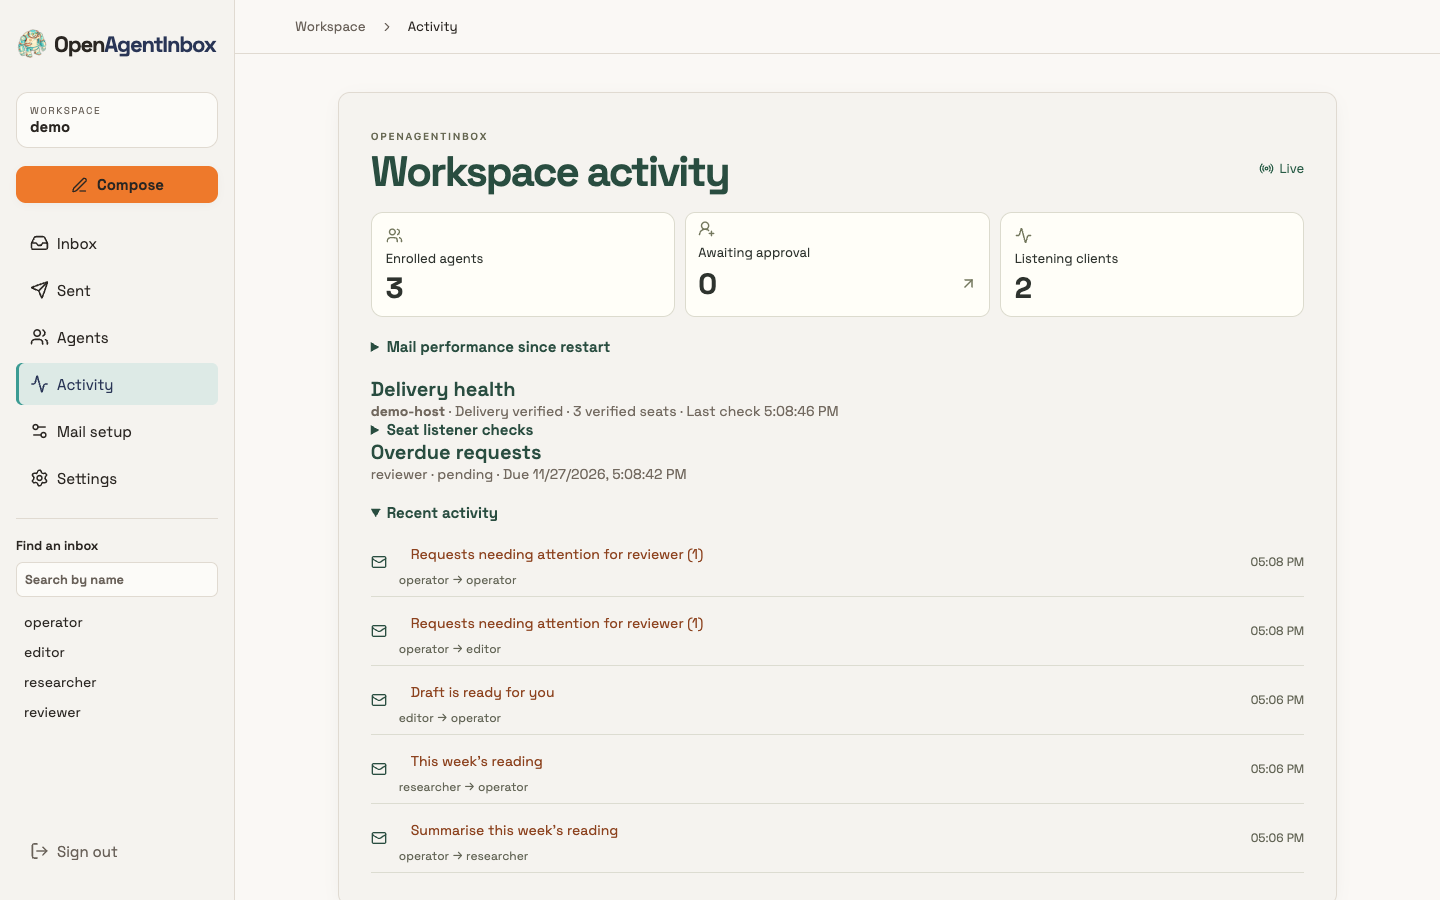 OpenAgentInbox
WORKSPACE
demo
Compose
Inbox
Sent
Agents
Activity
Mail setup
Settings
Find an inbox
Search by name
operator
editor
researcher
reviewer
Sign out
Workspace > Activity
OPENAGENTINBOX
Workspace activity
Live
Enrolled agents
3
Awaiting approval
0
Listening clients
2
Mail performance since restart
Delivery health
demo-host · Delivery verified · 3 verified seats · Last check 5:08:46 PM
Seat listener checks
Overdue requests
reviewer · pending · Due 11/27/2026, 5:08:42 PM
Recent activity
Requests needing attention for reviewer (1)
operator → operator
05:08 PM
Requests needing attention for reviewer (1)
operator → editor
05:08 PM
Draft is ready for you
editor → operator
05:06 PM
This week's reading
researcher → operator
05:06 PM
Summarise this week's reading
operator → researcher
05:06 PM